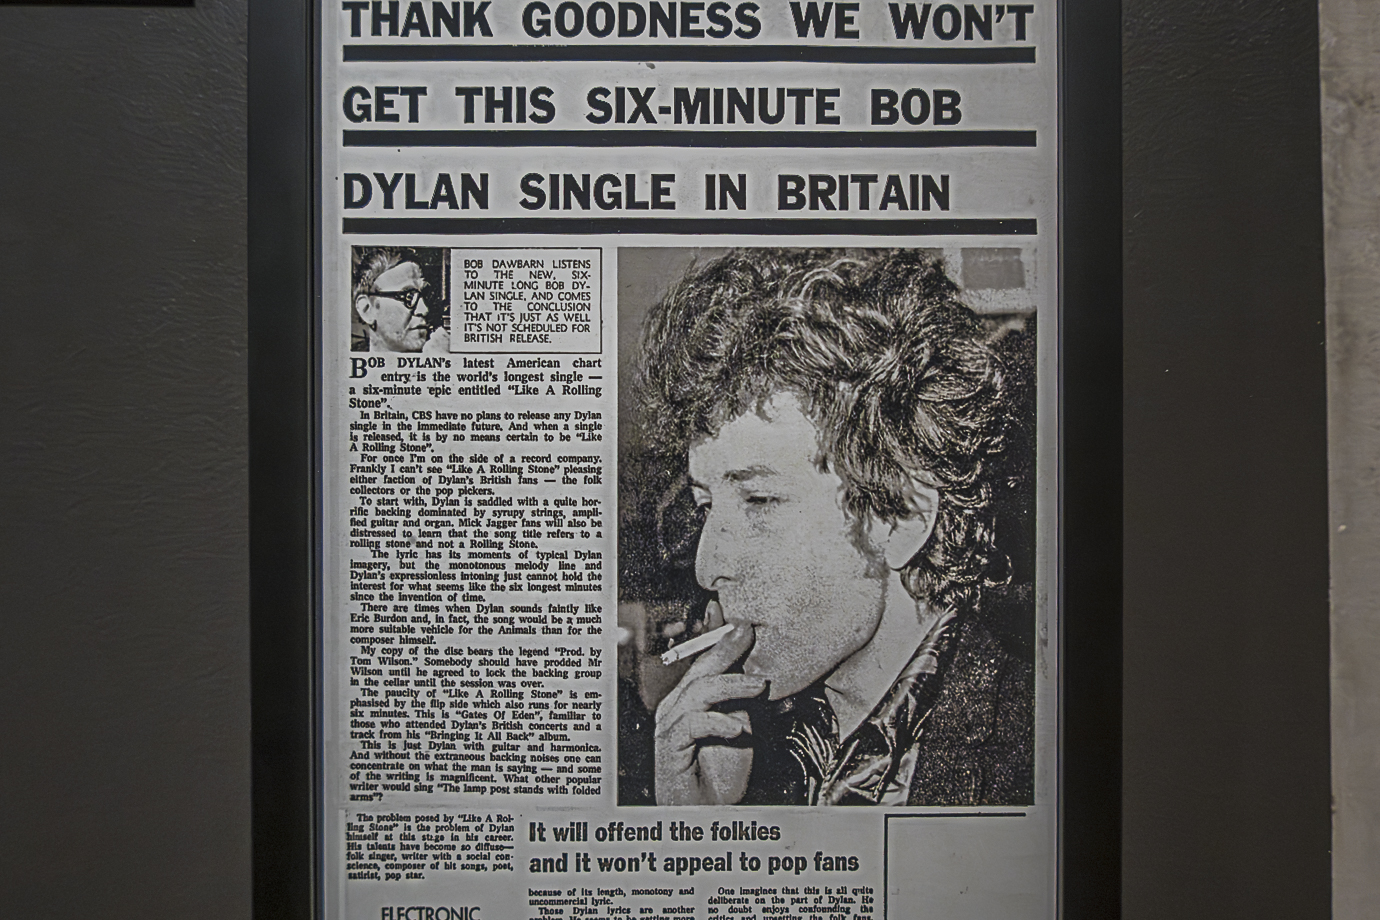 THANK GOODNESS WE WON'T
GET THIS SIX-MINUTE BOB
DYLAN SINGLE IN BRITAIN
BOB DAWBARN LISTENS
TO THE NEW, SIX-
MINUTE LONG BOB DY-
LAN SINGLE, AND COMES
TO THE CONCLUSION
THAT IT'S JUST AS WELL
IT'S NOT SCHEDULED FOR
BRITISH RELEASE.
BOB DYLAN's latest American chart
entry is the world's longest single —
a six-minute epic entitled "Like A Rolling
Stone".
In Britain, CBS have no plans to release any Dylan
single in the immediate future. And when a single
is released, it is by no means certain to be "Like
A Rolling Stone".
For once I'm on the side of a record company.
Frankly I can't see "Like A Rolling Stone" pleasing
either faction of Dylan's British fans — the folk
collectors or the pop pickers.
To start with, Dylan is saddled with a quite hor-
rific backing dominated by syrupy strings, ampli-
fied guitar and organ. Mick Jagger fans will also be
distressed to learn that the song title refers to a
rolling stone and not a Rolling Stone.
The lyric has its moments of typical Dylan
imagery, but the monotonous melody line and
Dylan's expressionless intoning just cannot hold the
interest for what seems like the six longest minutes
since the invention of time.
There are times when Dylan sounds faintly like
Eric Burdon and, in fact, the song would be a much
more suitable vehicle for the Animals than for the
composer himself.
My copy of the disc bears the legend "Prod. by
Tom Wilson." Somebody should have prodded Mr
Wilson until he agreed to lock the backing group
in the cellar until the session was over.
The paucity of "Like A Rolling Stone" is em-
phasised by the flip side which also runs for nearly
six minutes. This is "Gates Of Eden", familiar to
those who attended Dylan's British concerts and a
track from his "Bringing It All Back" album.
This is just Dylan with guitar and harmonica.
And without the extraneous backing noises one can
concentrate on what the man is saying — and some
of the writing is magnificent. What other popular
writer would sing "The lamp post stands with folded
arms"?
The problem posed by "Like A Rol-
ling Stone" is the problem of Dylan
himself at this stage in his career.
His talents have become so diffuse—
folk singer, writer with a social con-
science, composer of hit songs, poet,
satirist, pop star.
ELECTRONIC
It will offend the folkies
and it won't appeal to pop fans
because of its length, monotony and
uncommercial lyric.
Those Dylan lyrics are another
One imagines that this is all quite
deliberate on the part of Dylan. He
no doubt enjoys confounding the
critics and upsetting the folk fans.